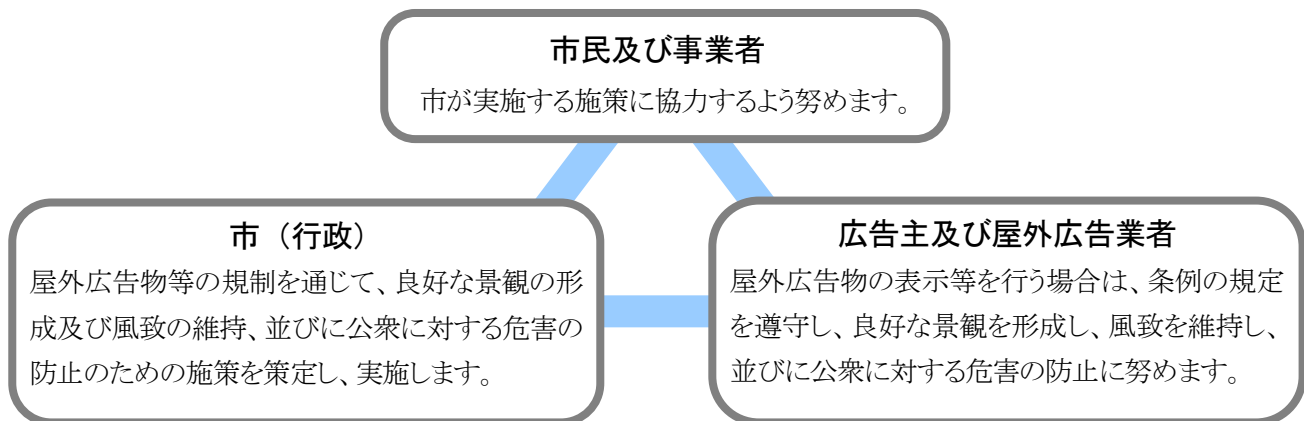 市民及び事業者
市が実施する施策に協力するよう努めます。
市（行政）
屋外広告物等の規制を通じて、良好な景観の形
成及び風致の維持、並びに公衆に対する危害の
防止のための施策を策定し、実施します。
広告主及び屋外広告業者
屋外広告物の表示等を行う場合は、条例の規定
を遵守し、良好な景観を形成し、風致を維持し、
並びに公衆に対する危害の防止に努めます。